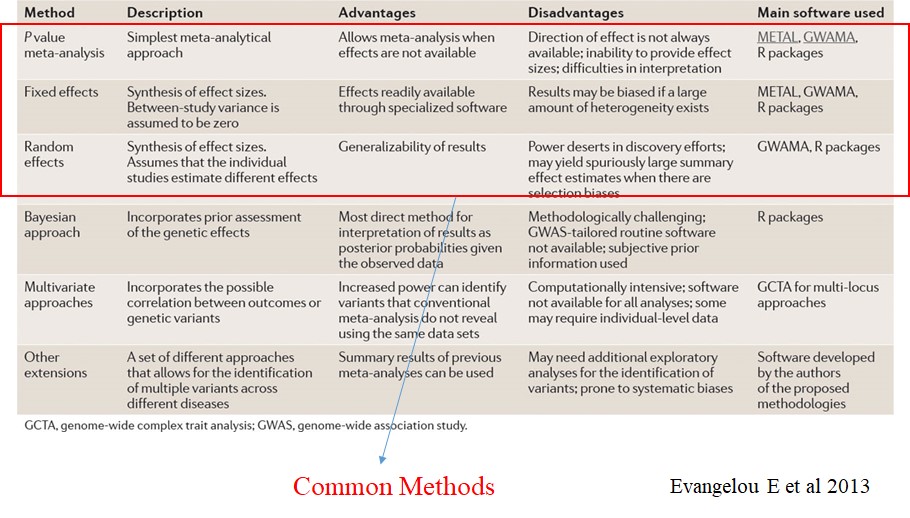 Method Description Advantages Disadvantages Main software used
P value meta-analysis
Simplest meta-analytical approach
Allows meta-analysis when effects are not available
Direction of effect is not always available; inability to provide effect sizes; difficulties in interpretation
METAL, GWAMA, R packages
Fixed effects
Synthesis of effect sizes. Between-study variance is assumed to be zero
Effects readily available through specialized software
Results may be biased if a large amount of heterogeneity exists
METAL, GWAMA, R packages
Random effects
Synthesis of effect sizes. Assumes that the individual studies estimate different effects
Generalizability of results
Power deserts in discovery efforts; may yield spuriously large summary effect estimates when there are selection biases
GWAMA, R packages
Bayesian approach
Incorporates prior assessment of the genetic effects
Most direct method for interpretation of results as posterior probabilities given the observed data
Methodologically challenging; GWAS-tailored routine software not available; subjective prior information used
R packages
Multivariate approaches
Incorporates the possible correlation between outcomes or genetic variants
Increased power can identify variants that conventional meta-analysis do not reveal using the same data sets
Computationally intensive; software not available for all analyses; some may require individual-level data
GCTA for multi-locus approaches
Other extensions
A set of different approaches that allows for the identification of multiple variants across different diseases
Summary results of previous meta-analyses can be used
May need additional exploratory analyses for the identification of variants; prone to systematic biases
Software developed by the authors of the proposed methodologies
GCTA, genome-wide complex trait analysis; GWAS, genome-wide association study.
Common Methods
Evangelou E et al 2013